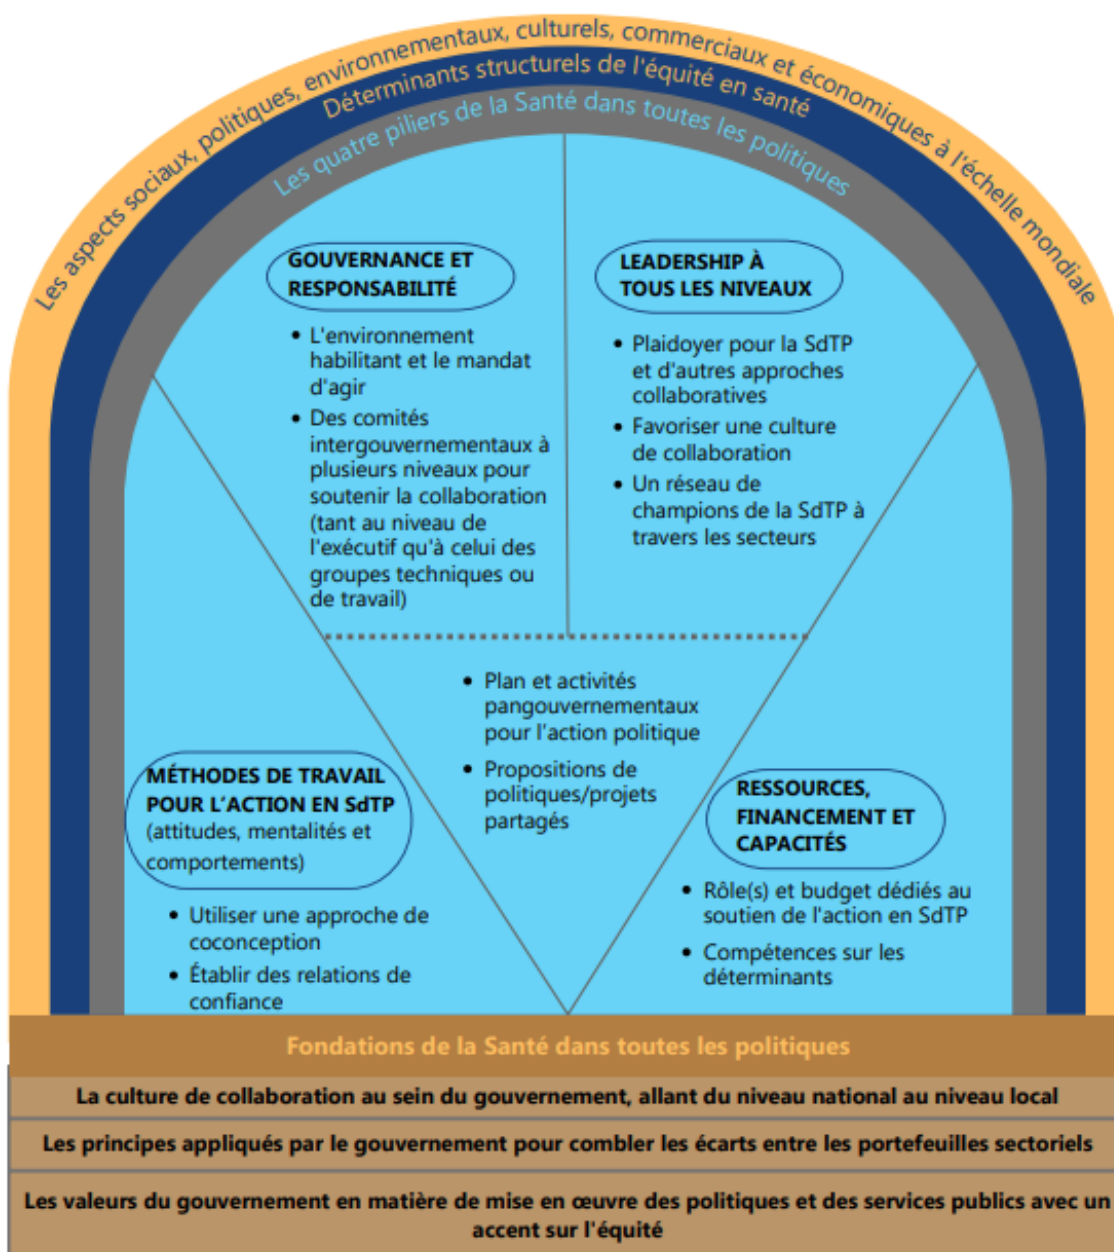 Les aspects sociaux, politiques, environnementaux, culturels, commerciaux et économiques à l'échelle mondiale
Déterminants structurels de l'équité en santé
Les quatre piliers de la Santé dans toutes les politiques
GOUVERNANCE ET
RESPONSABILITÉ
• L'environnement
habilitant et le mandat
d'agir
• Des comités
intergouvernementaux à
plusieurs niveaux pour
soutenir la collaboration
(tant au niveau de
l'exécutif qu'à celui des
groupes techniques ou
de travail)
LEADERSHIP À
TOUS LES NIVEAUX
• Plaidoyer pour la SdTP
et d'autres approches
collaboratives
• Favoriser une culture
de collaboration
• Un réseau de
champions de la SdTP à
travers les secteurs
• Plan et activités
pangouvernementaux
pour l'action politique
• Propositions de
politiques/projets
partagés
MÉTHODES DE TRAVAIL
POUR L'ACTION EN SdTP
(attitudes, mentalités et
comportements)
• Utiliser une approche de
coconception
• Établir des relations de
confiance
RESSOURCES,
FINANCEMENT ET
CAPACITÉS
• Rôle(s) et budget dédiés au
soutien de l'action en SdTP
• Compétences sur les
déterminants
Fondations de la Santé dans toutes les politiques
La culture de collaboration au sein du gouvernement, allant du niveau national au niveau local
Les principes appliqués par le gouvernement pour combler les écarts entre les portefeuilles sectoriels
Les valeurs du gouvernement en matière de mise en œuvre des politiques et des services publics avec un
accent sur l'équité